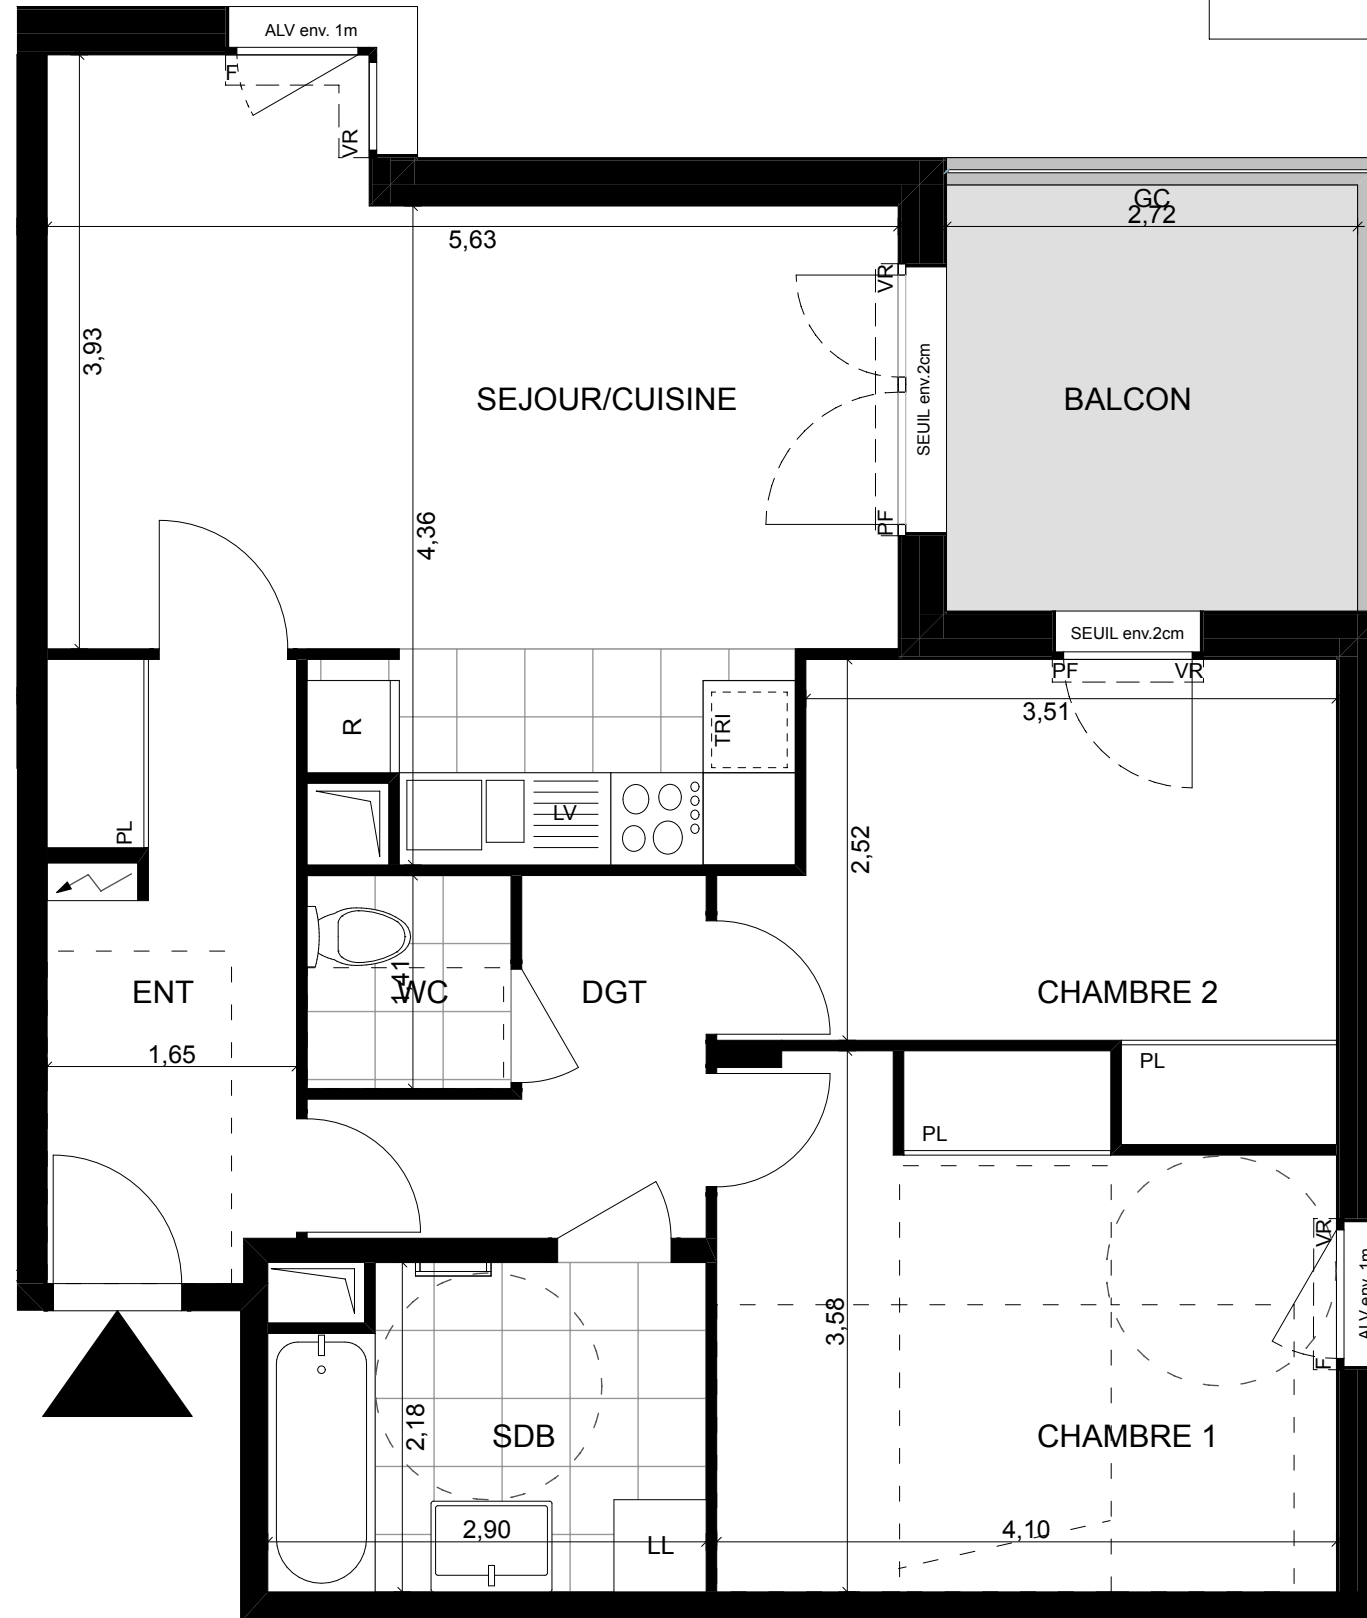 ALV env. 1m
F
VR
GC
2,72
5,63
VR
3,93
SEJOUR/CUISINE
SEUIL env.2cm
BALCON
4,36
PF
SEUIL env.2cm
PF
VR
3,51
R
TRI
PL
LV
2,52
ENT
1,41
WC
DGT
CHAMBRE 2
1,65
PL
PL
VR
ALV env. 1m
3,58
F
2,18
SDB
CHAMBRE 1
2,90
4,10
LL